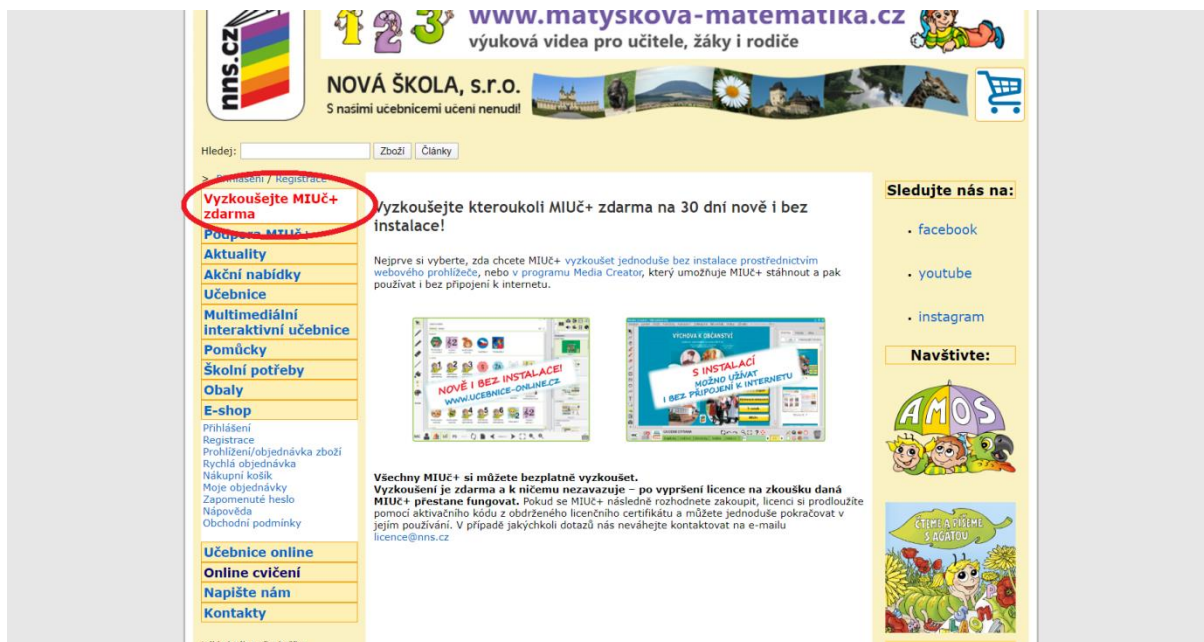 www.matyskova-matematika.cz
výuková videa pro učitele, žáky i rodiče
nns.cz
NOVÁ ŠKOLA, s.r.o.
S našimi učebnicemi učení nenudí!
Hledej:
Zboží
Články
> Přihlášení / Registrace
Vyzkoušejte MIUč+
zdarma
Podpora MIUč+
Aktuality
Akční nabídky
Učebnice
Multimediální
interaktivní učebnice
Pomůcky
Školní potřeby
Obaly
E-shop
Přihlášení
Registrace
Prohlížení/objednávka zboží
Rychlá objednávka
Nákupní košík
Moje objednávky
Zapomenuté heslo
Nápověda
Obchodní podmínky
Učebnice online
Online cvičení
Napište nám
Kontakty
Vyzkoušejte kteroukoli MIUč+ zdarma na 30 dní nově i bez
instalace!
Nejprve si vyberte, zda chcete MIUč+ vyzkoušet jednoduše bez instalace prostřednictvím
webového prohlížeče, nebo v programu Media Creator, který umožňuje MIUč+ stáhnout a pak
používat i bez připojení k internetu.
NOVĚ I BEZ INSTALACE!
WWW.UCEBNICE-ONLINE.CZ
VÝCHOVA K OBČANSTVÍ
S INSTALACÍ
MOŽNO UŽÍVAT
I BEZ PŘIPOJENÍ K INTERNETU
Všechny MIUč+ si můžete bezplatně vyzkoušet.
Vyzkoušení je zdarma a k ničemu nezavazuje – po vypršení licence na zkoušku daná
MIUč+ přestane fungovat. Pokud se MIUč+ následně rozhodnete zakoupit, licenci si prodloužíte
pomocí aktivačního kódu z obdrženého licenčního certifikátu a můžete jednoduše pokračovat v
jejím používání. V případě jakýchkoli dotazů nás neváhejte kontaktovat na e-mailu
licence@nns.cz
Sledujte nás na:
facebook
youtube
instagram
Navštivte:
AMOS
ČTEME A PÍŠEME
S AGÁTOU